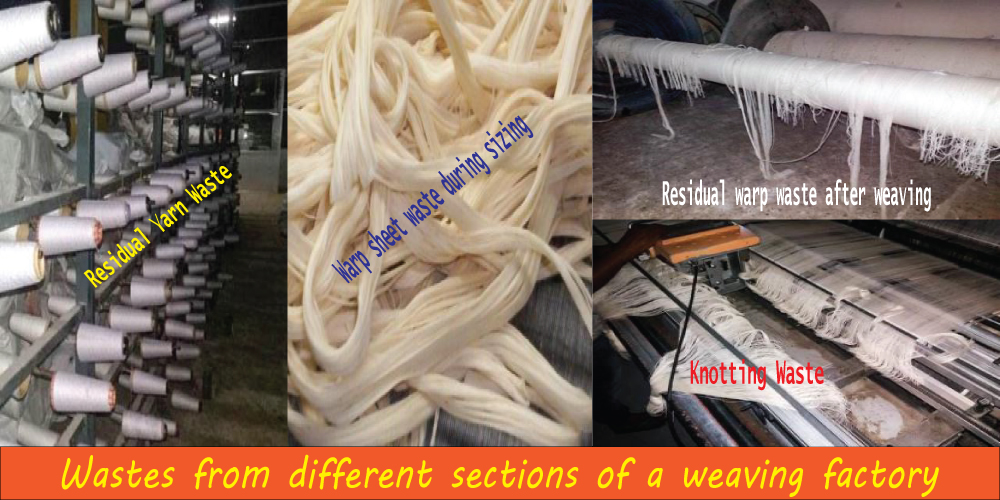 Residual Yarn Waste
Warp sheet waste during sizing
Residual warp waste after weaving
Knotting Waste
Wastes from different sections of a weaving factory